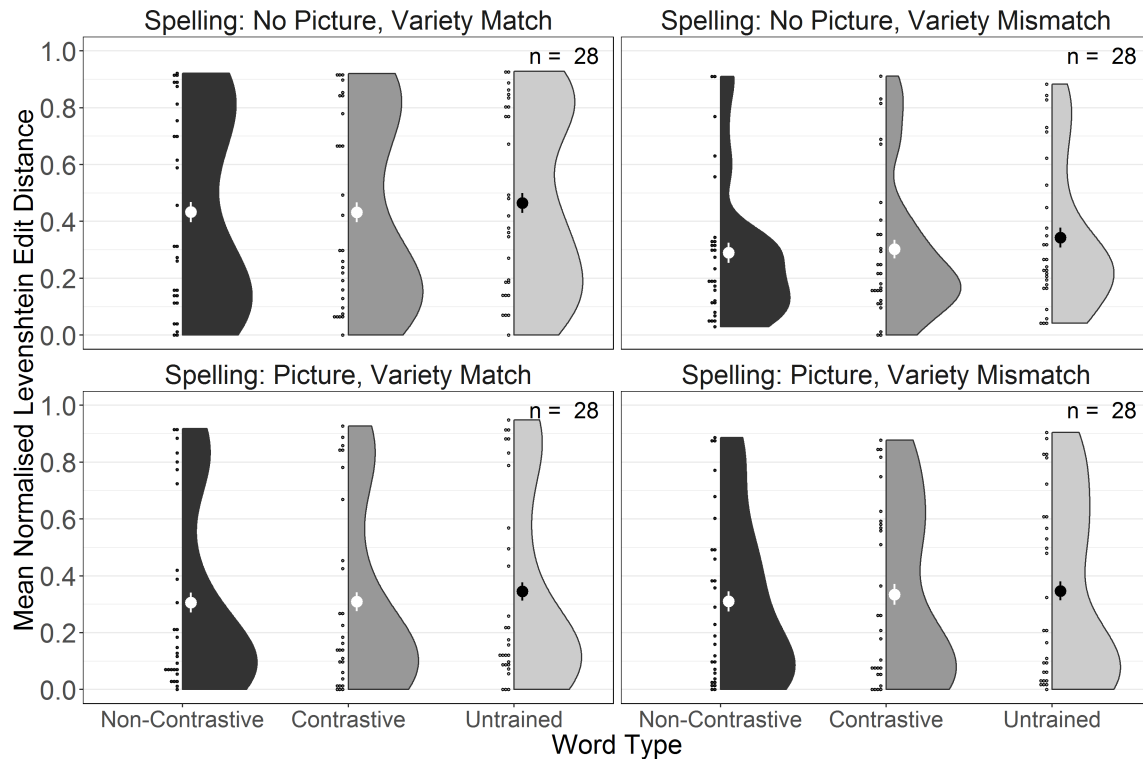 Spelling: No Picture, Variety Match
Spelling: No Picture, Variety Mismatch
n = 28
n = 28
1.0
0.8
0.6
0.4
0.2
0.0
Spelling: Picture, Variety Match
Spelling: Picture, Variety Mismatch
n = 28
n = 28
1.0
0.8
0.6
0.4
0.2
0.0
Mean Normalised Levenshtein Edit Distance
Non-Contrastive Contrastive Untrained
Non-Contrastive Contrastive Untrained
Word Type